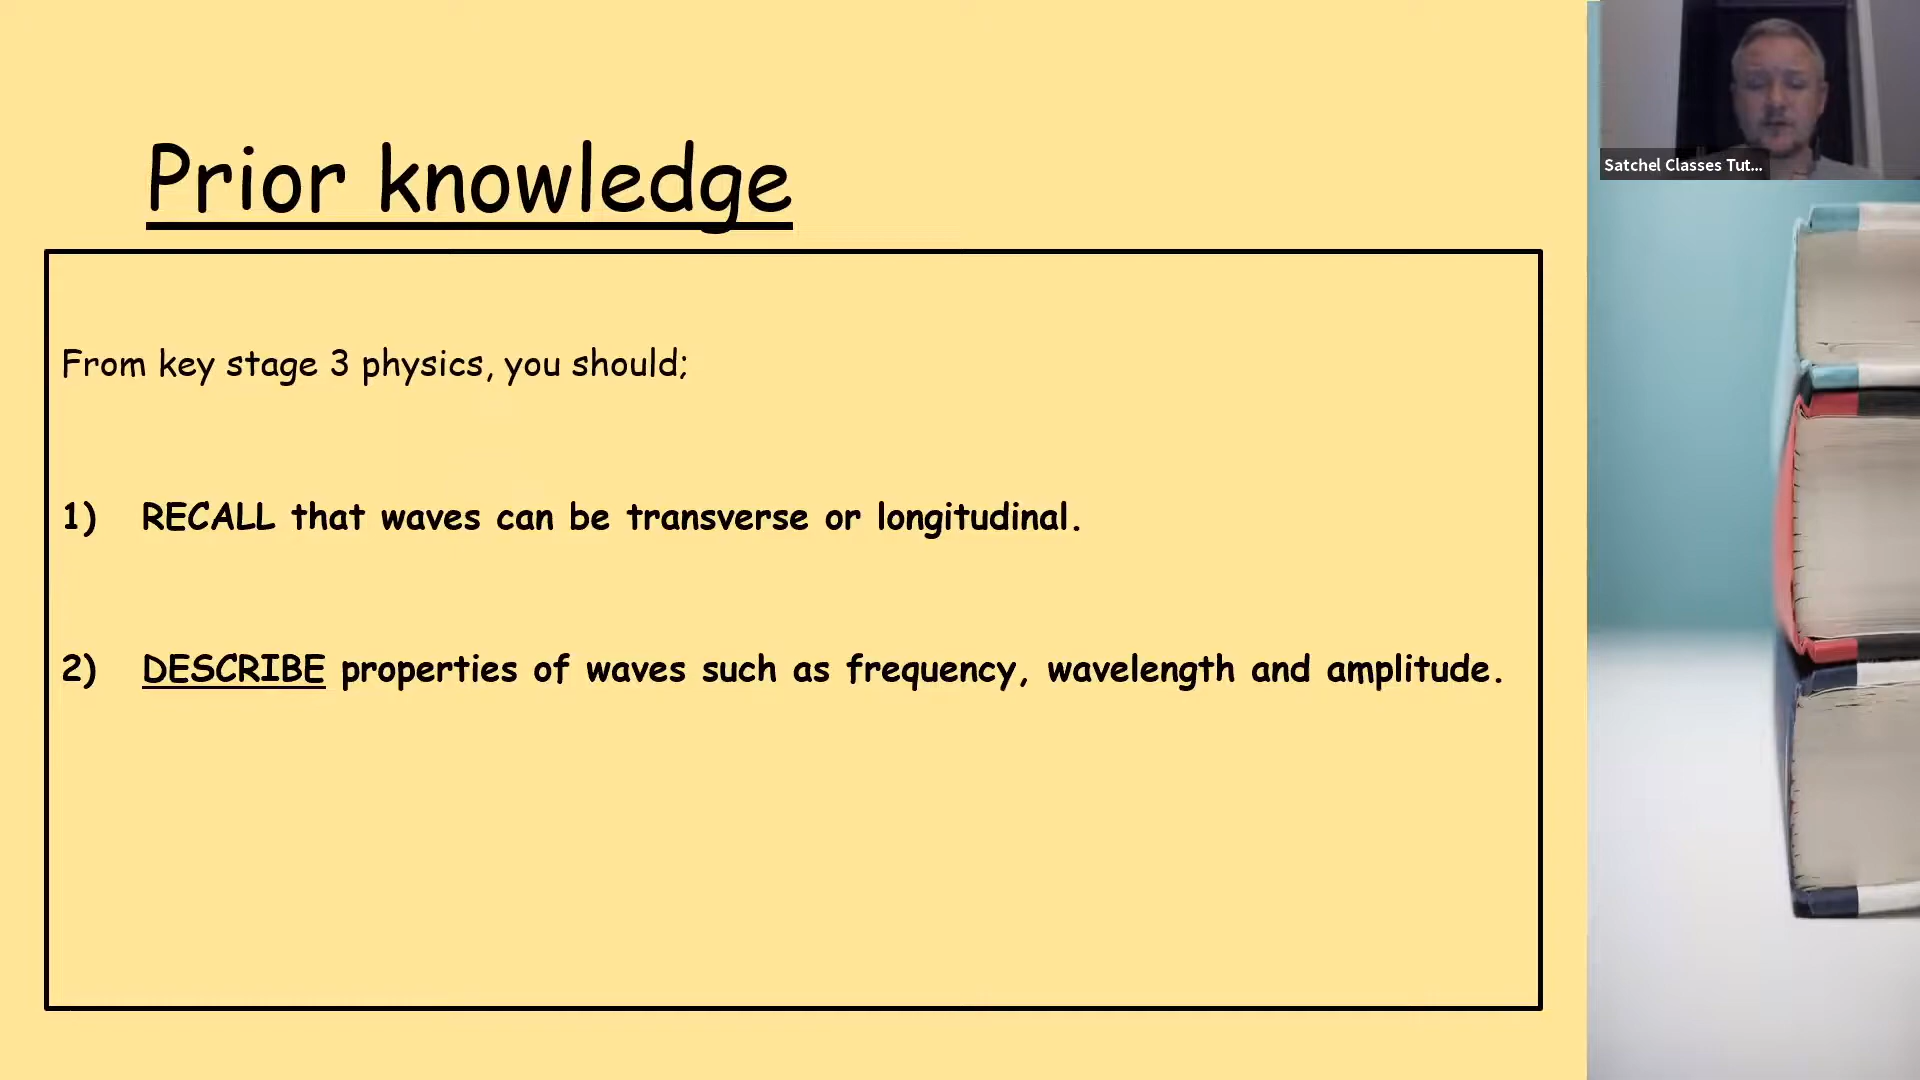 Prior knowledge
From key stage 3 physics, you should;
1) RECALL that waves can be transverse or longitudinal.
2) DESCRIBE properties of waves such as frequency, wavelength and amplitude.
Satchel Classes Tut...